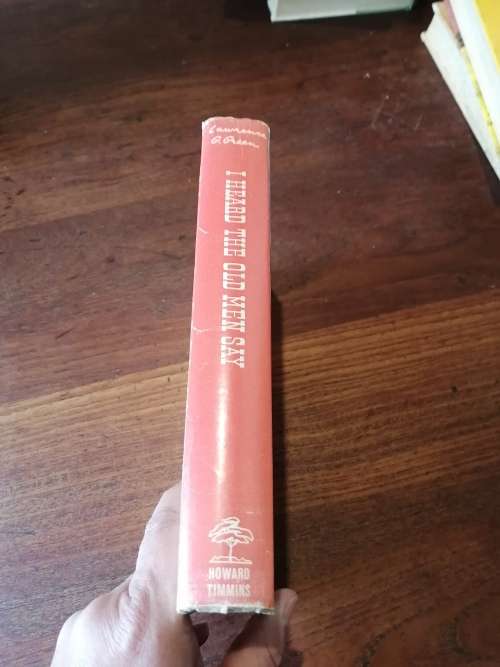 Lawrence
G. Green
I HEARD THE OLD MEN SAY
HOWARD
TIMMINS